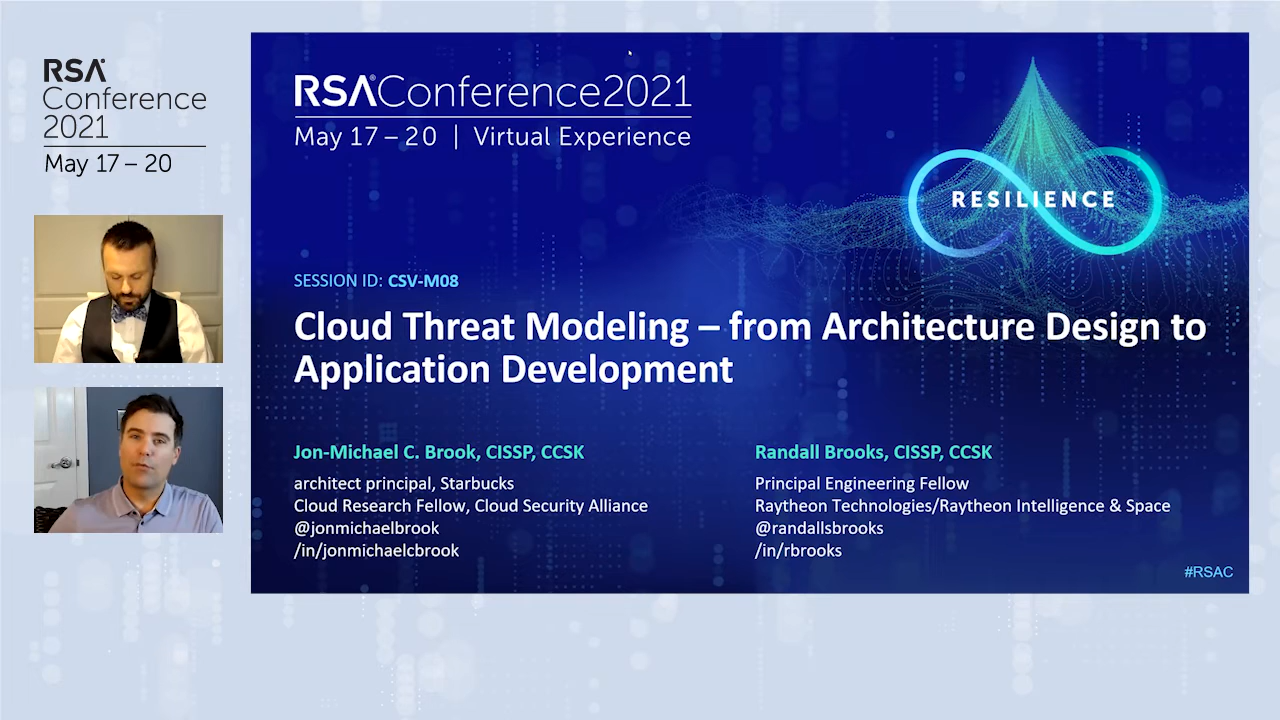 RSA
Conference
2021
May 17 – 20
RSAConference2021
May 17 – 20 | Virtual Experience
RESILIENCE
SESSION ID: CSV-M08
Cloud Threat Modeling – from Architecture Design to
Application Development
Jon-Michael C. Brook, CISSP, CCSK
architect principal, Starbucks
Cloud Research Fellow, Cloud Security Alliance
@jonmichaelbrook
/in/jonmichaelcbrook
Randall Brooks, CISSP, CCSK
Principal Engineering Fellow
Raytheon Technologies/Raytheon Intelligence & Space
@randallsbrooks
/in/rbrooks
#RSAC